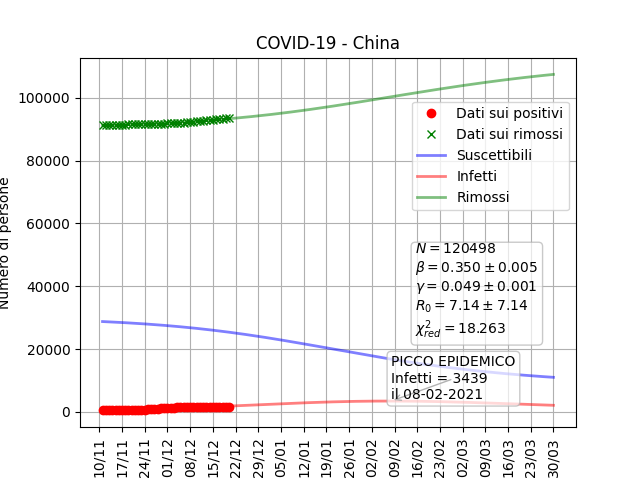 COVID-19 - China
Numero di persone
100000
80000
60000
40000
20000
0
Dati sui positivi
Dati sui rimossi
Suscettibili
Infetti
Rimossi
N = 120498
β = 0.350 ± 0.005
γ = 0.049 ± 0.001
R₀ = 7.14 ± 7.14
χ²red = 18.263
PICCO EPIDEMICO
Infetti = 3439
il 08-02-2021
10/11
17/11
24/11
01/12
08/12
15/12
22/12
29/12
05/01
12/01
19/01
26/01
02/02
09/02
16/02
23/02
02/03
09/03
16/03
23/03
30/03